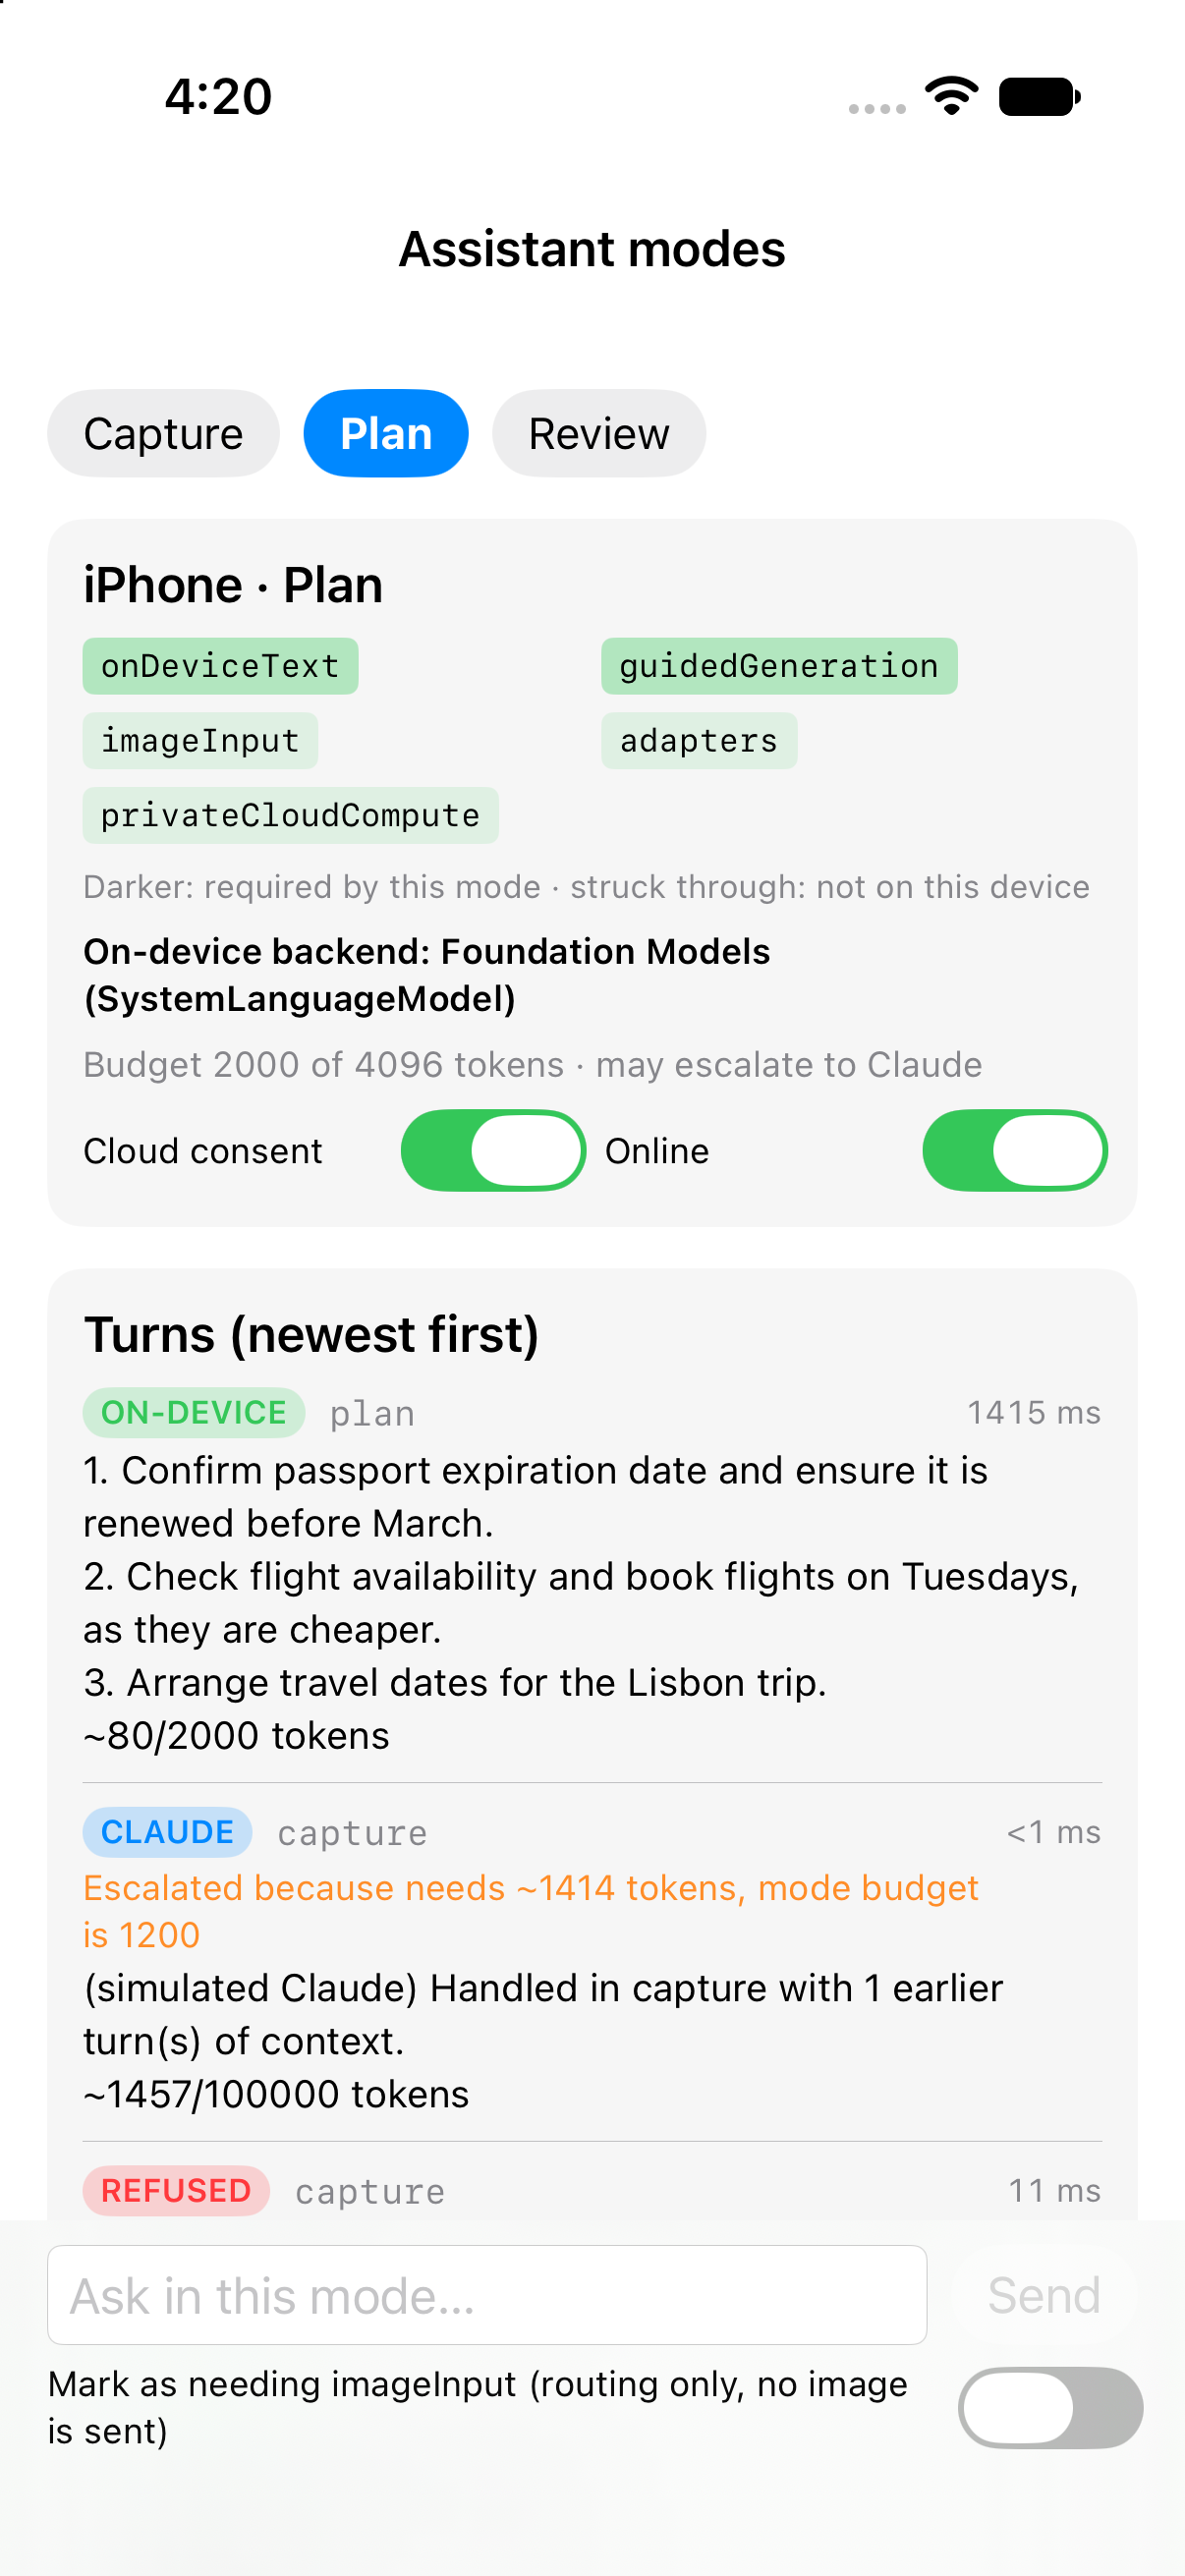 4:20
Assistant modes
Capture Plan Review
iPhone · Plan
onDeviceText guidedGeneration
imageInput adapters
privateCloudCompute
Darker: required by this mode · struck through: not on this device
On-device backend: Foundation Models
(SystemLanguageModel)
Budget 2000 of 4096 tokens · may escalate to Claude
Cloud consent Online
Turns (newest first)
ON-DEVICE plan 1415 ms
1. Confirm passport expiration date and ensure it is
renewed before March.
2. Check flight availability and book flights on Tuesdays,
as they are cheaper.
3. Arrange travel dates for the Lisbon trip.
~80/2000 tokens
CLAUDE capture <1 ms
Escalated because needs ~1414 tokens, mode budget
is 1200
(simulated Claude) Handled in capture with 1 earlier
turn(s) of context.
~1457/100000 tokens
REFUSED capture 11 ms
Ask in this mode... Send
Mark as needing imageInput (routing only, no image
is sent)